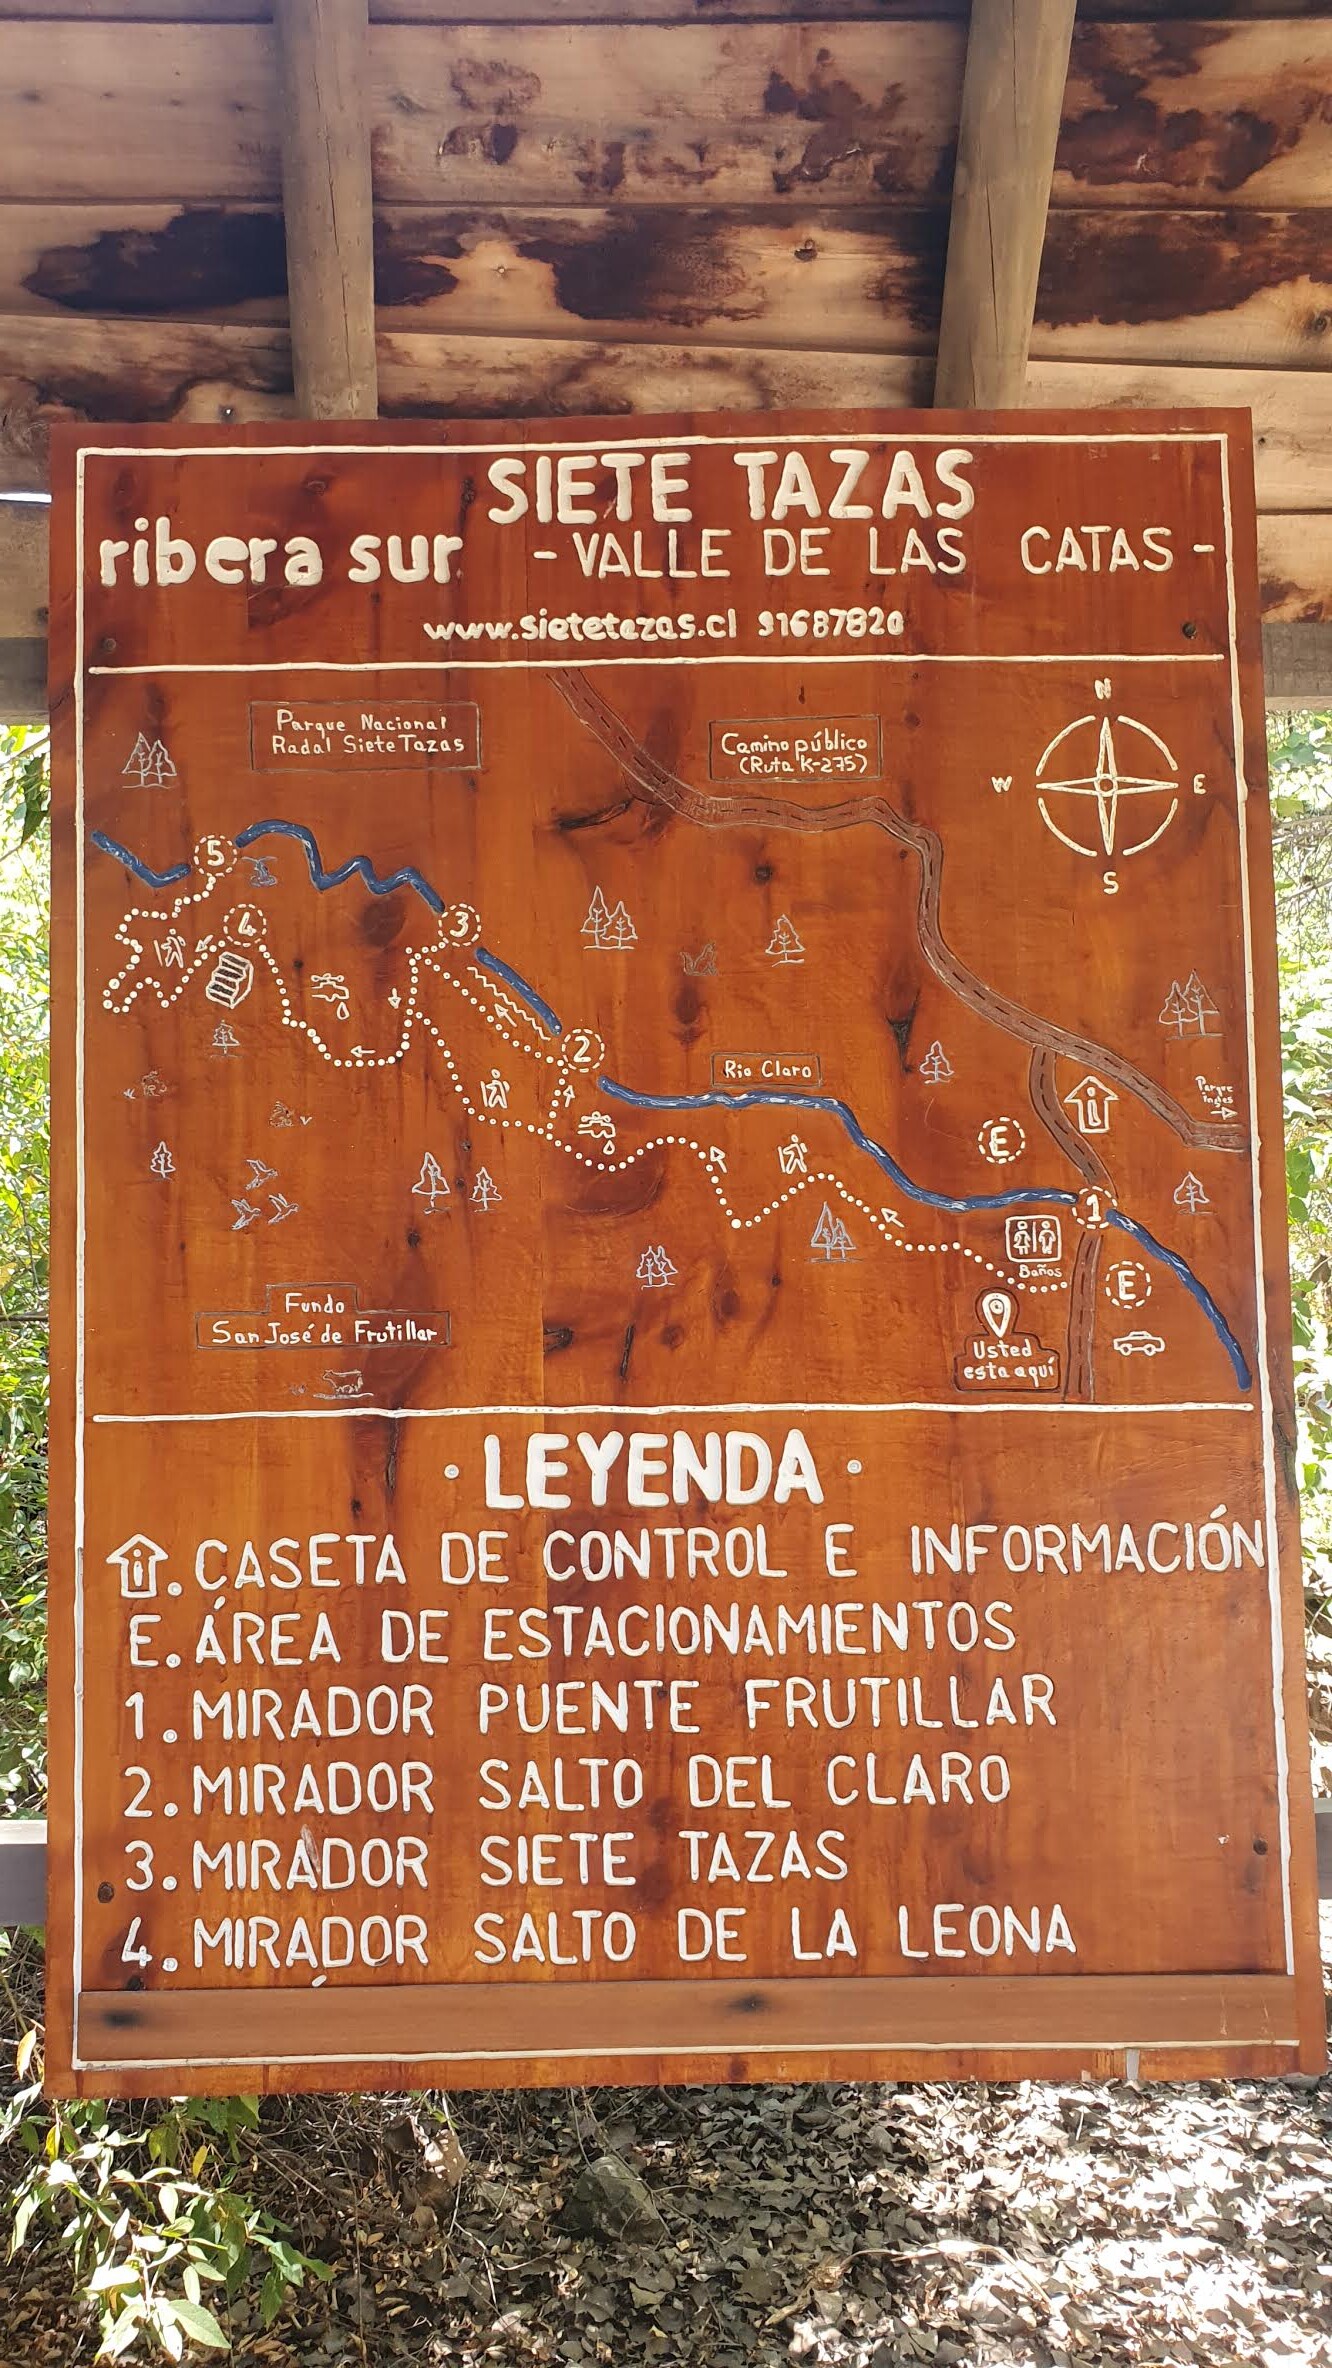 SIETE TAZAS
ribera sur
- VALLE DE LAS CATAS -
www.sietetazas.cl 91687820
Parque Nacional
Radal Siete Tazas
Camino público
(Ruta K-275)
N
W E
S
5
4
3
2
Rio Claro
Parque
Ingles
E
1
Baños
E
Usted
esta aquí
Fundo
San José de Frutillar
· LEYENDA ·
i. CASETA DE CONTROL E INFORMACIÓN
E. ÁREA DE ESTACIONAMIENTOS
1. MIRADOR PUENTE FRUTILLAR
2. MIRADOR SALTO DEL CLARO
3. MIRADOR SIETE TAZAS
4. MIRADOR SALTO DE LA LEONA